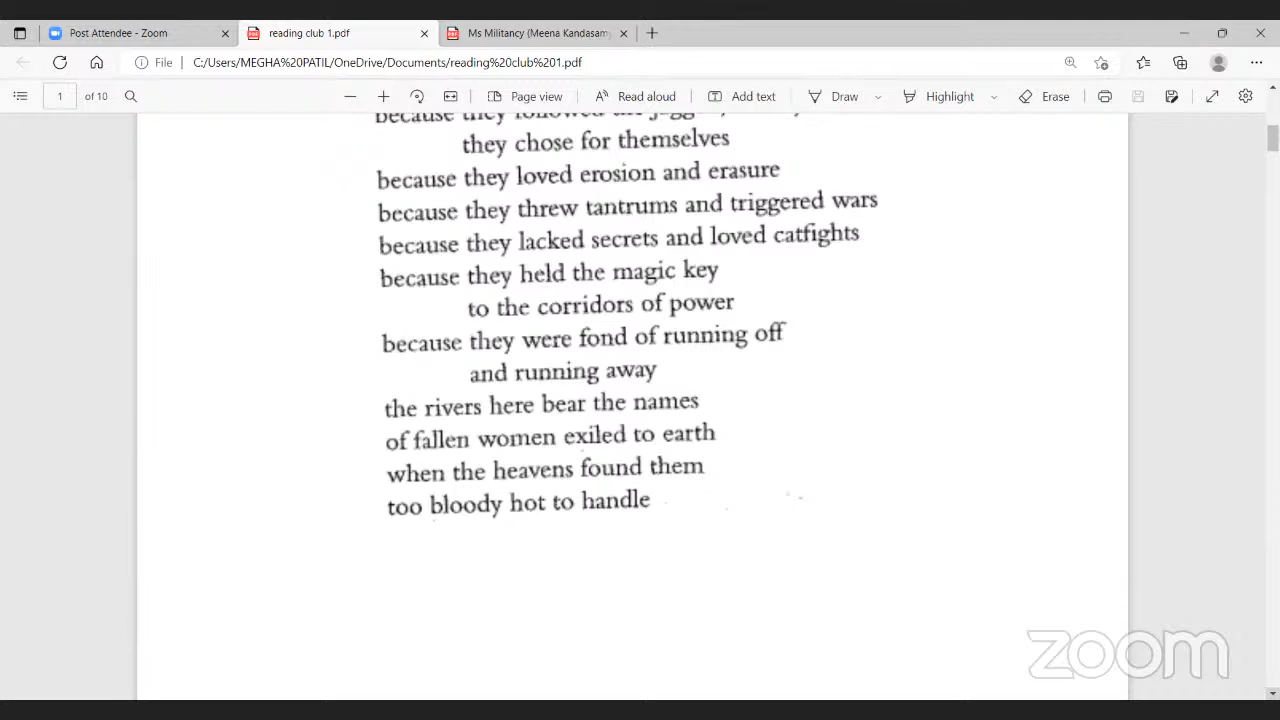 Post Attendee - Zoom
reading club 1.pdf
Ms Militancy (Meena Kandasam
File
C:/Users/MEGHA%20PATIL/OneDrive/Documents/reading%20club%201.pdf
1 of 10
Page view
Read aloud
Add text
Draw
Highlight
Erase
because they followed
they chose for themselves
because they loved erosion and erasure
because they threw tantrums and triggered wars
because they lacked secrets and loved catfights
because they held the magic key
to the corridors of power
because they were fond of running off
and running away
the rivers here bear the names
of fallen women exiled to earth
when the heavens found them
too bloody hot to handle
zoom